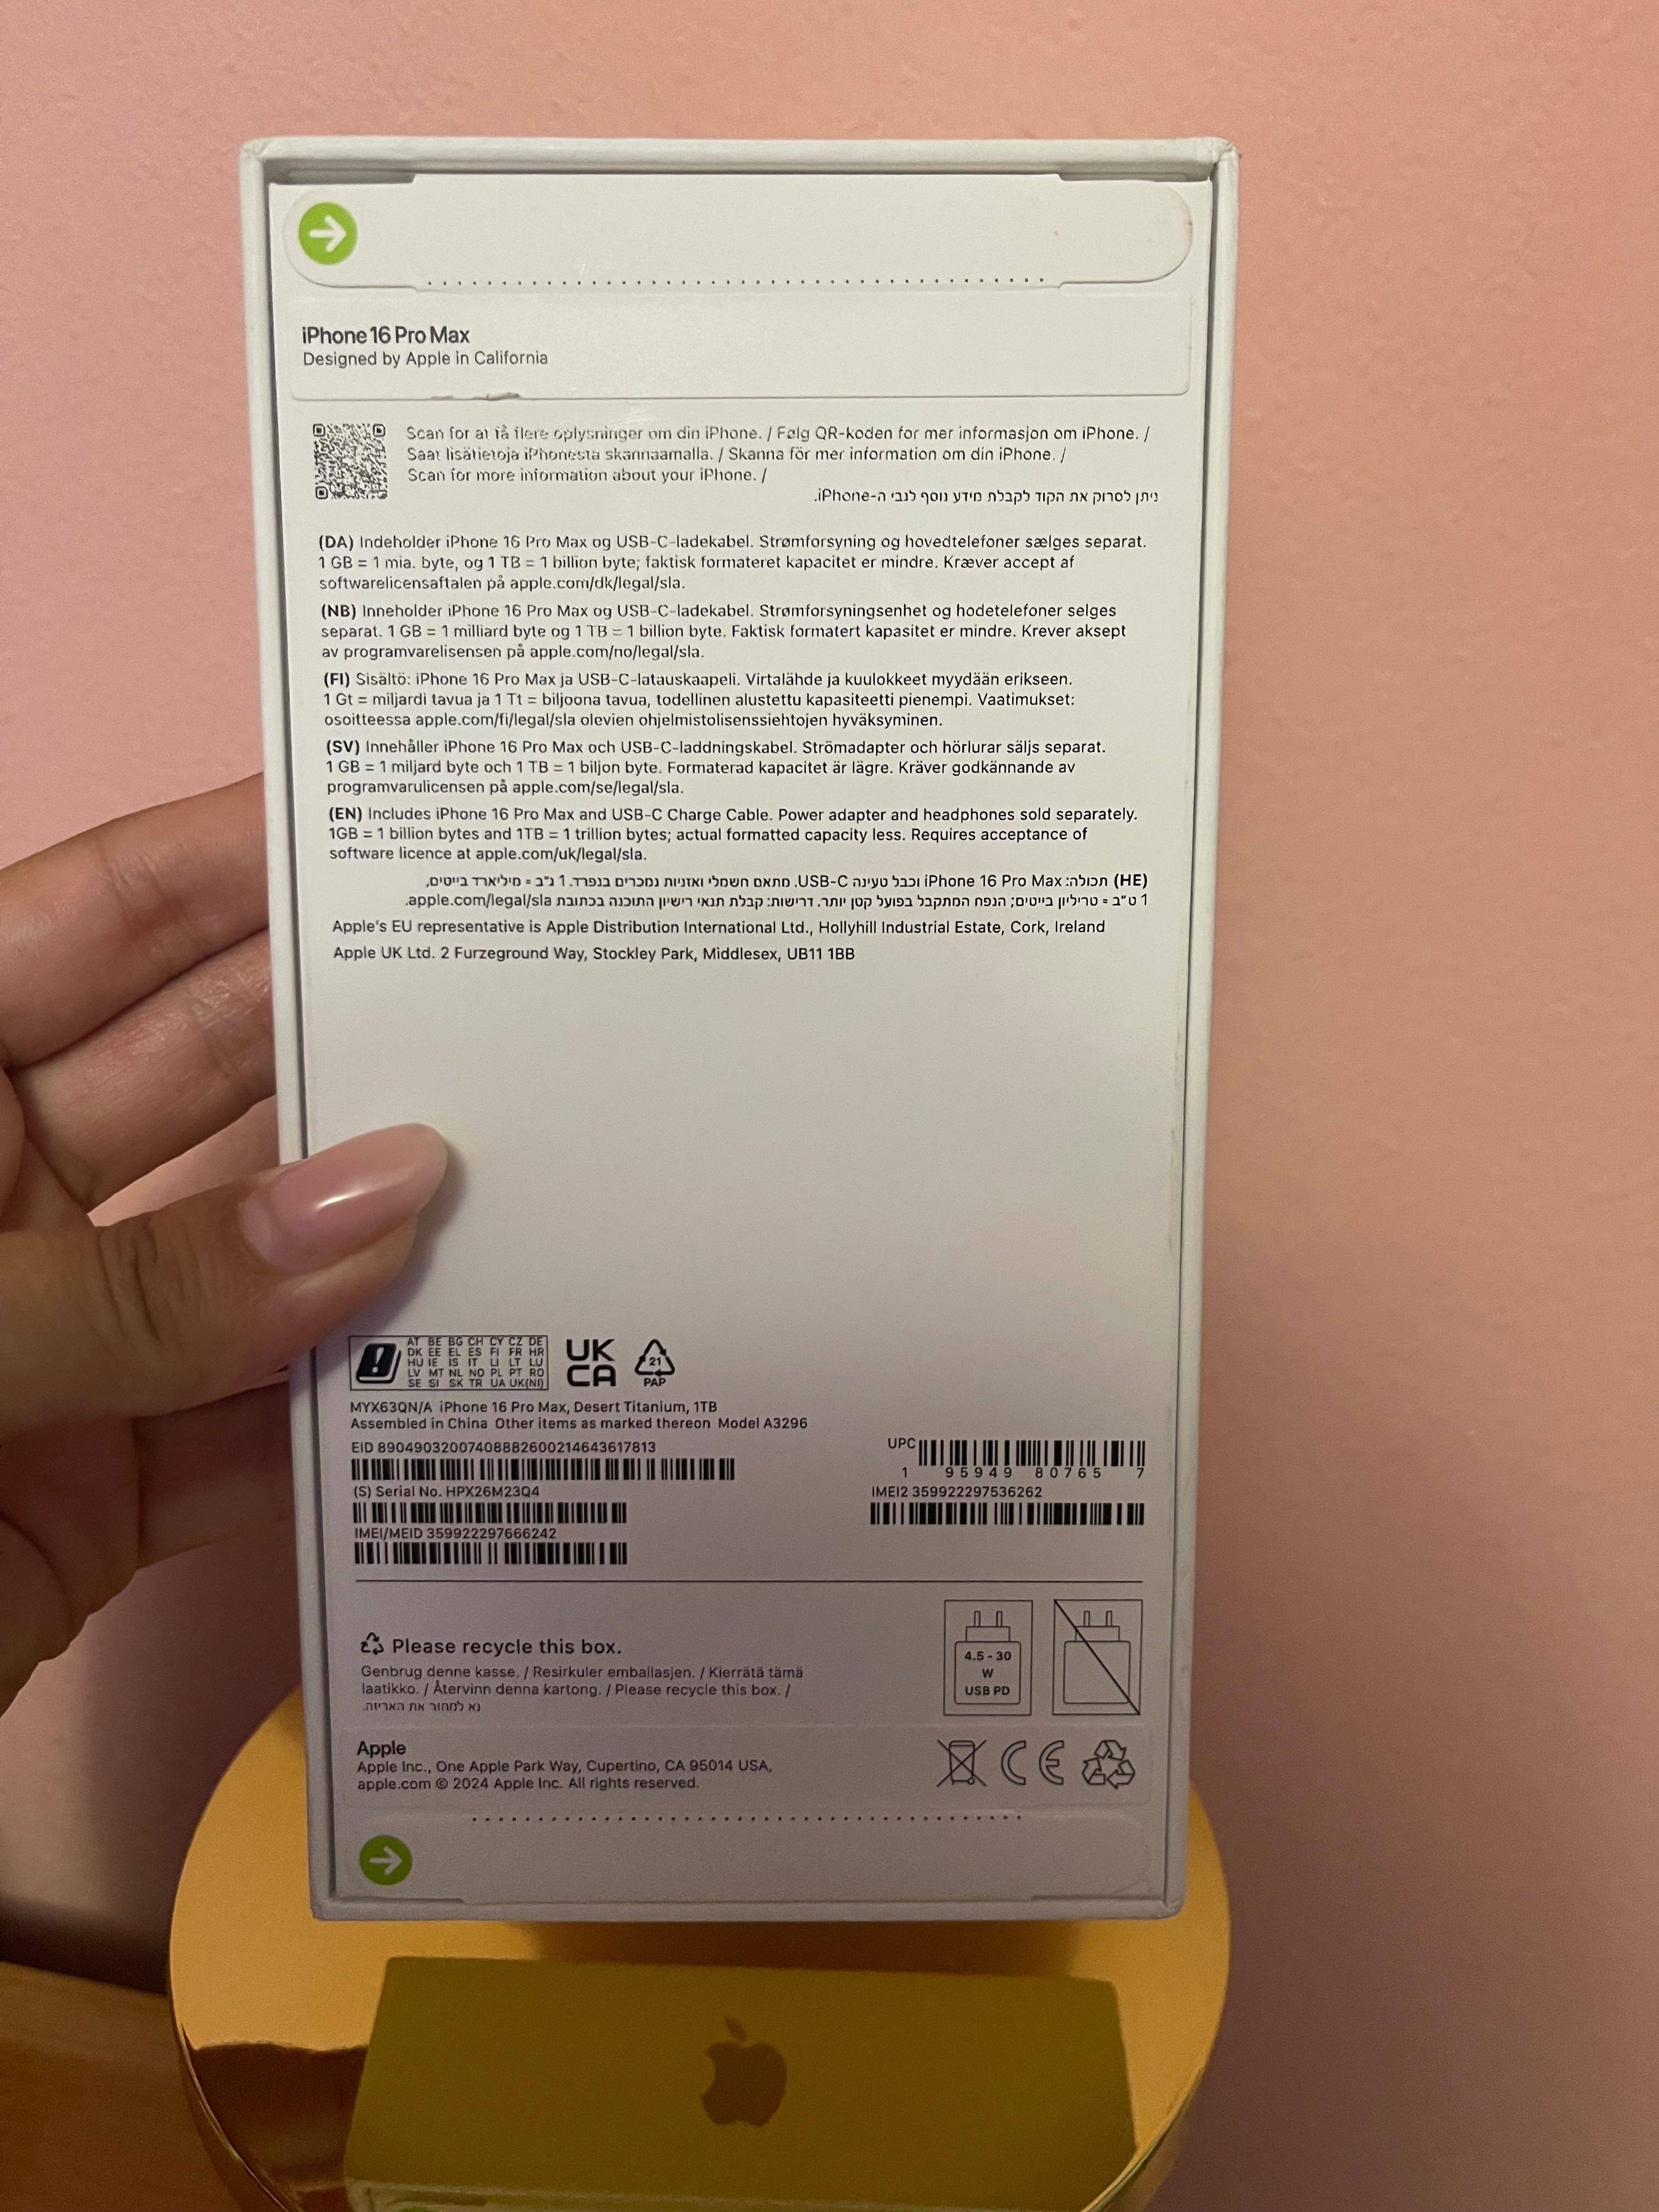 iPhone 16 Pro Max
Designed by Apple in California
Scan for at få flere oplysninger om din iPhone. / Følg QR-koden for mer informasjon om iPhone. /
Saat lisätietoja iPhonesta skannaamalla. / Skanna för mer information om din iPhone. /
Scan for more information about your iPhone. /
ניתן לסרוק את הקוד לקבלת מידע נוסף לגבי ה-iPhone.
(DA) Indeholder iPhone 16 Pro Max og USB-C-ladekabel. Strømforsyning og hovedtelefoner sælges separat.
1 GB = 1 mia. byte, og 1 TB = 1 billion byte; faktisk formateret kapacitet er mindre. Kræver accept af
softwarelicensaftalen på apple.com/dk/legal/sla.
(NB) Inneholder iPhone 16 Pro Max og USB-C-ladekabel. Strømforsyningsenhet og hodetelefoner selges
separat. 1 GB = 1 milliard byte og 1 TB = 1 billion byte. Faktisk formatert kapasitet er mindre. Krever aksept
av programvarelisensen på apple.com/no/legal/sla.
(FI) Sisältö: iPhone 16 Pro Max ja USB-C-latauskaapeli. Virtalähde ja kuulokkeet myydään erikseen.
1 Gt = miljardi tavua ja 1 Tt = biljoona tavua, todellinen alustettu kapasiteetti pienempi. Vaatimukset:
osoitteessa apple.com/fi/legal/sla olevien ohjelmistolisenssiehtojen hyväksyminen.
(SV) Innehåller iPhone 16 Pro Max och USB-C-laddningskabel. Strömadapter och hörlurar säljs separat.
1 GB = 1 miljard byte och 1 TB = 1 biljon byte. Formaterad kapacitet är lägre. Kräver godkännande av
programvarulicensen på apple.com/se/legal/sla.
(EN) Includes iPhone 16 Pro Max and USB-C Charge Cable. Power adapter and headphones sold separately.
1GB = 1 billion bytes and 1TB = 1 trillion bytes; actual formatted capacity less. Requires acceptance of
software licence at apple.com/uk/legal/sla.
(HE) תכולה: iPhone 16 Pro Max וכבל טעינה USB-C. מתאם חשמלי ואזניות נמכרים בנפרד. 1 ג״ב = מיליארד בייטים,
1 ט״ב = טריליון בייטים; הנפח המתקבל בפועל קטן יותר. דרישות: קבלת תנאי רישיון התוכנה בכתובת apple.com/legal/sla.
Apple's EU representative is Apple Distribution International Ltd., Hollyhill Industrial Estate, Cork, Ireland
Apple UK Ltd. 2 Furzeground Way, Stockley Park, Middlesex, UB11 1BB
AT BE BG CH CY CZ DE
DK EE EL ES FI FR HR
HU IE IS IT LI LT LU
LV MT NL NO PL PT RO
SE SI SK TR UA UK(NI)
UK
CA
21
PAP
MYX63QN/A iPhone 16 Pro Max, Desert Titanium, 1TB
Assembled in China Other items as marked thereon Model A3296
EID 89049032007408882600214643617813
UPC
1 95949 80765 7
(S) Serial No. HPX26M23Q4
IMEI2 359922297536262
IMEI/MEID 359922297666242
Please recycle this box.
Genbrug denne kasse. / Resirkuler emballasjen. / Kierrätä tämä
laatikko. / Återvinn denna kartong. / Please recycle this box. /
נא למחזר את האריזה.
4.5 - 30
W
USB PD
Apple
Apple Inc., One Apple Park Way, Cupertino, CA 95014 USA,
apple.com © 2024 Apple Inc. All rights reserved.
CE